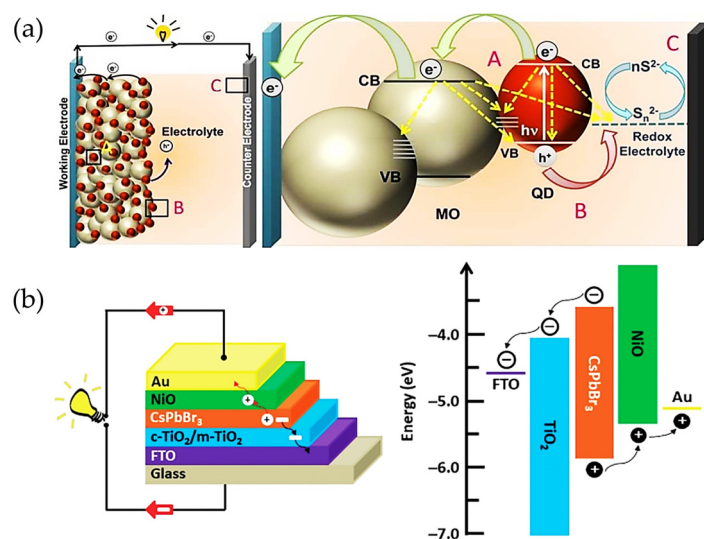 (a)
e⁻
e⁻
e⁻
e⁻
C
Electrolyte
h⁺
A
B
Working Electrode
Counter Electrode
e⁻
e⁻
CB
A
e⁻
CB
C
nS²⁻
Sₙ²⁻
hν
Redox
Electrolyte
VB
VB
h⁺
QD
MO
B
(b)
+
Au
NiO
CsPbBr₃
c-TiO₂/m-TiO₂
FTO
Glass
+
+
−
−
−
Energy (eV)
−4.0
−5.0
−6.0
−7.0
−
−
−
FTO
TiO₂
CsPbBr₃
NiO
Au
+
+
+